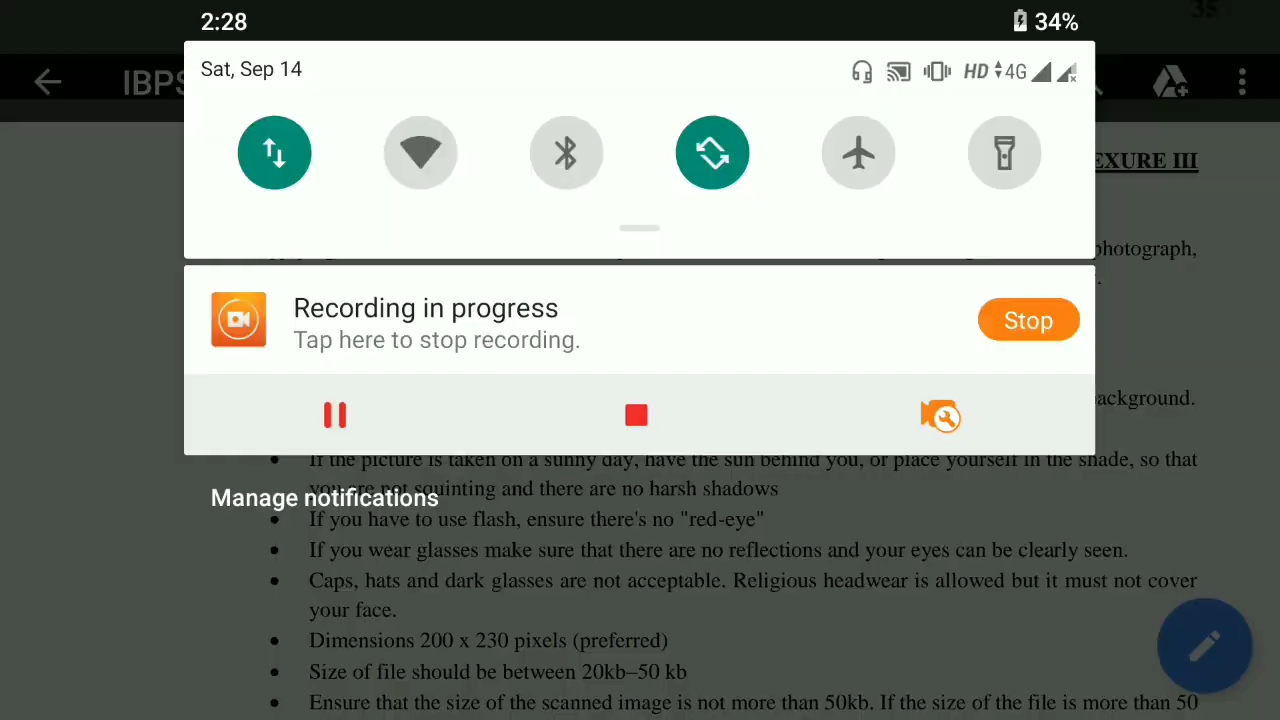 2:28
34%
35
Sat, Sep 14
HD 4G
IBPS
EXURE III
photograph,
Recording in progress
Tap here to stop recording.
Stop
ackground.
If the picture is taken on a sunny day, have the sun behind you, or place yourself in the shade, so that
you are not squinting and there are no harsh shadows
Manage notifications
If you have to use flash, ensure there's no "red-eye"
If you wear glasses make sure that there are no reflections and your eyes can be clearly seen.
Caps, hats and dark glasses are not acceptable. Religious headwear is allowed but it must not cover
your face.
Dimensions 200 x 230 pixels (preferred)
Size of file should be between 20kb–50 kb
Ensure that the size of the scanned image is not more than 50kb. If the size of the file is more than 50